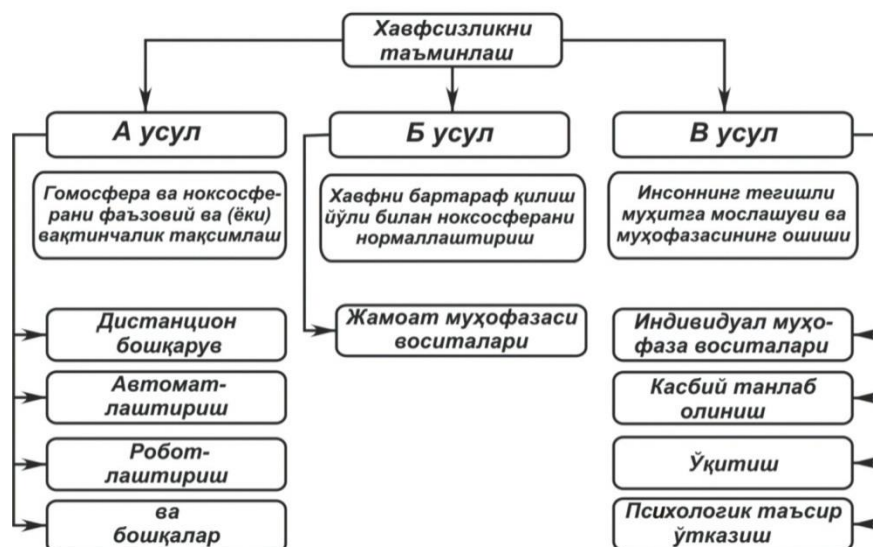 Хавфсизликни
таъминлаш
А усул
Б усул
В усул
Гомосфера ва ноксосфе-
рани фаъзовий ва (ёки)
вақтинчалик тақсимлаш
Хавфни бартараф қилиш
йўли билан ноксосферани
нормаллаштириш
Инсоннинг тегишли
муҳитга мослашуви ва
муҳофазасининг ошиши
Дистанцион
бошқарув
Автомат-
лаштириш
Робот-
лаштириш
ва
бошқалар
Жамоат муҳофазаси
воситалари
Индивидуал муҳо-
фаза воситалари
Касбий танлаб
олиниш
Ўқитиш
Психологик таъсир
ўтказиш